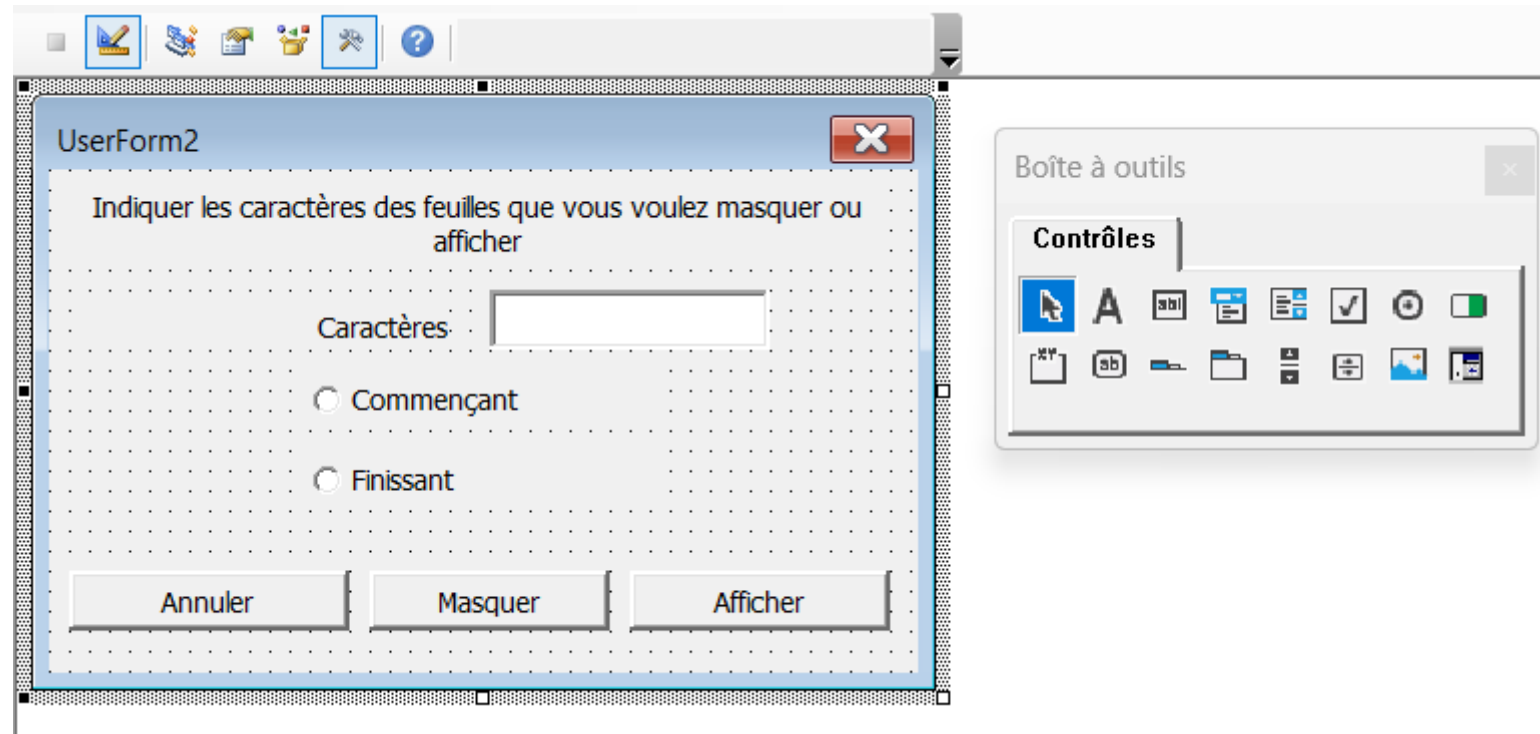 UserForm2
Indiquer les caractères des feuilles que vous voulez masquer ou
afficher
Caractères
Commençant
Finissant
Annuler Masquer Afficher
Boîte à outils
Contrôles